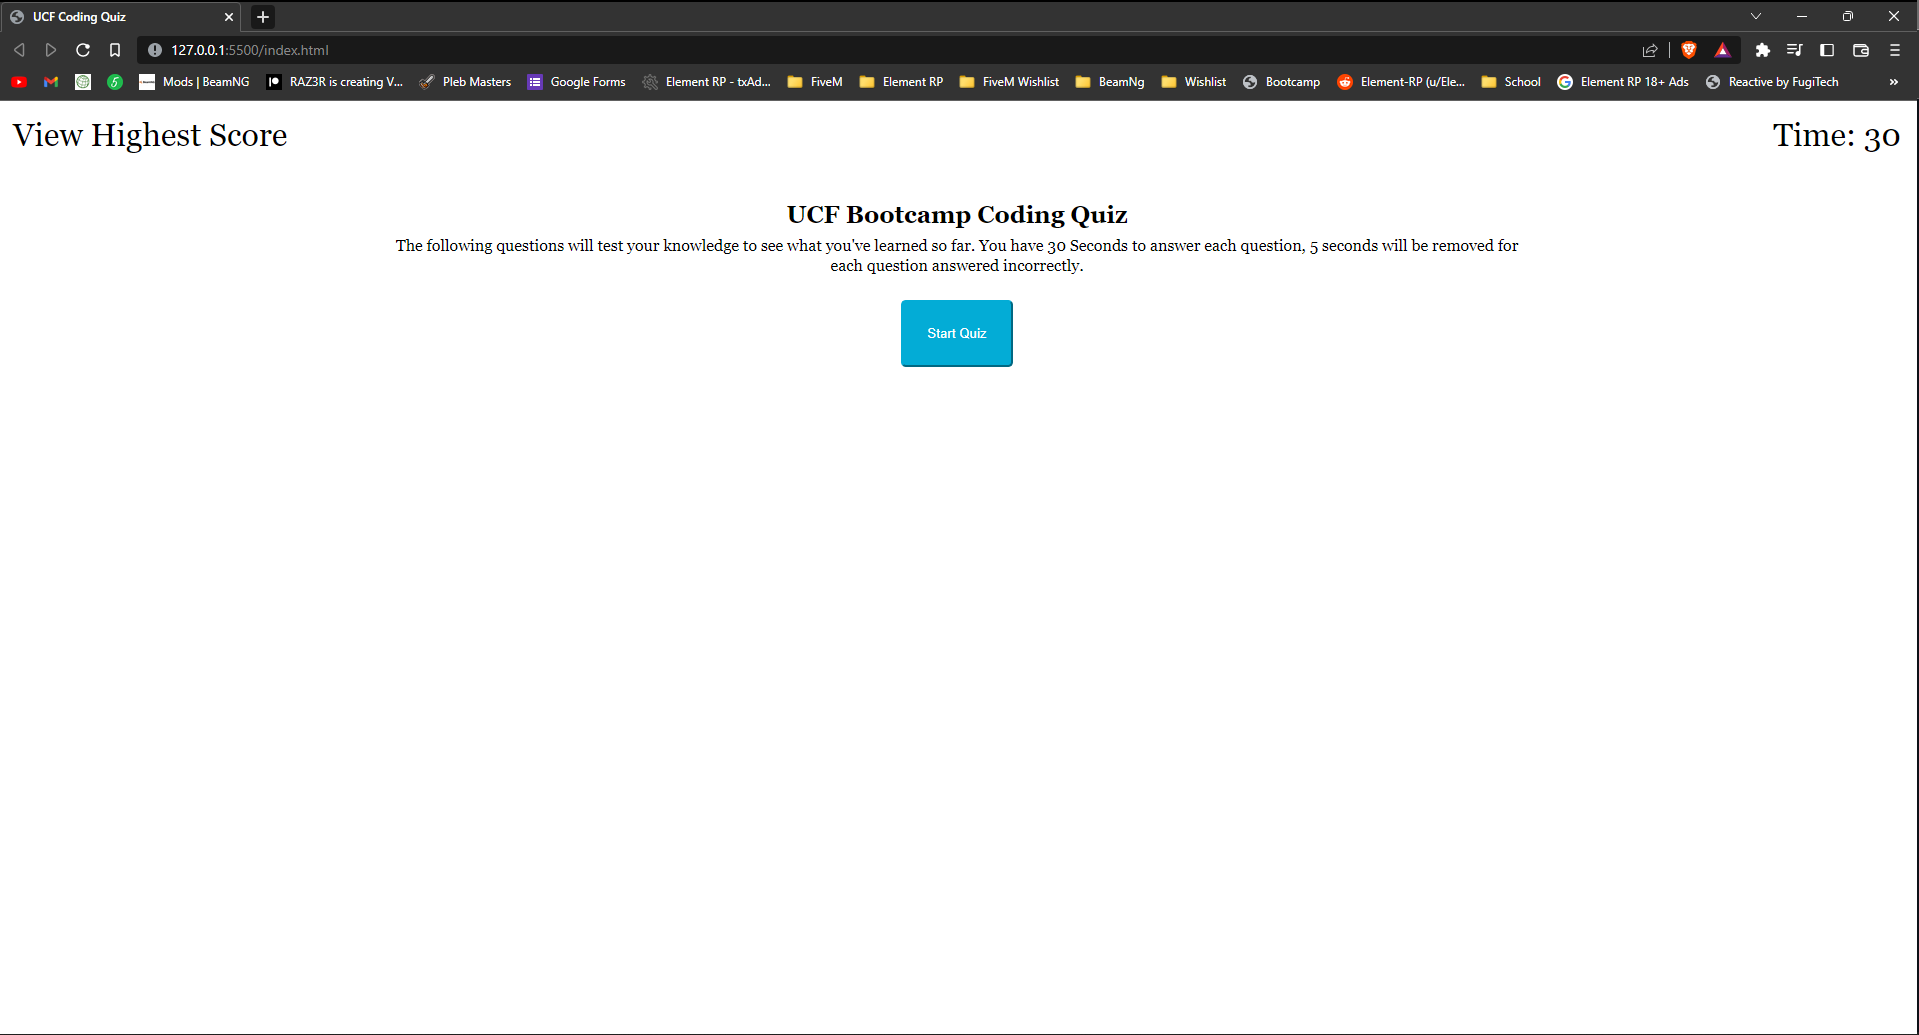 UCF Coding Quiz
127.0.0.1:5500/index.html
Mods | BeamNG RAZ3R is creating V... Pleb Masters Google Forms Element RP - txAd... FiveM Element RP FiveM Wishlist BeamNg Wishlist Bootcamp Element-RP (u/Ele... School Element RP 18+ Ads Reactive by FugiTech »
View Highest Score Time: 30
UCF Bootcamp Coding Quiz
The following questions will test your knowledge to see what you've learned so far. You have 30 Seconds to answer each question, 5 seconds will be removed for
each question answered incorrectly.
Start Quiz